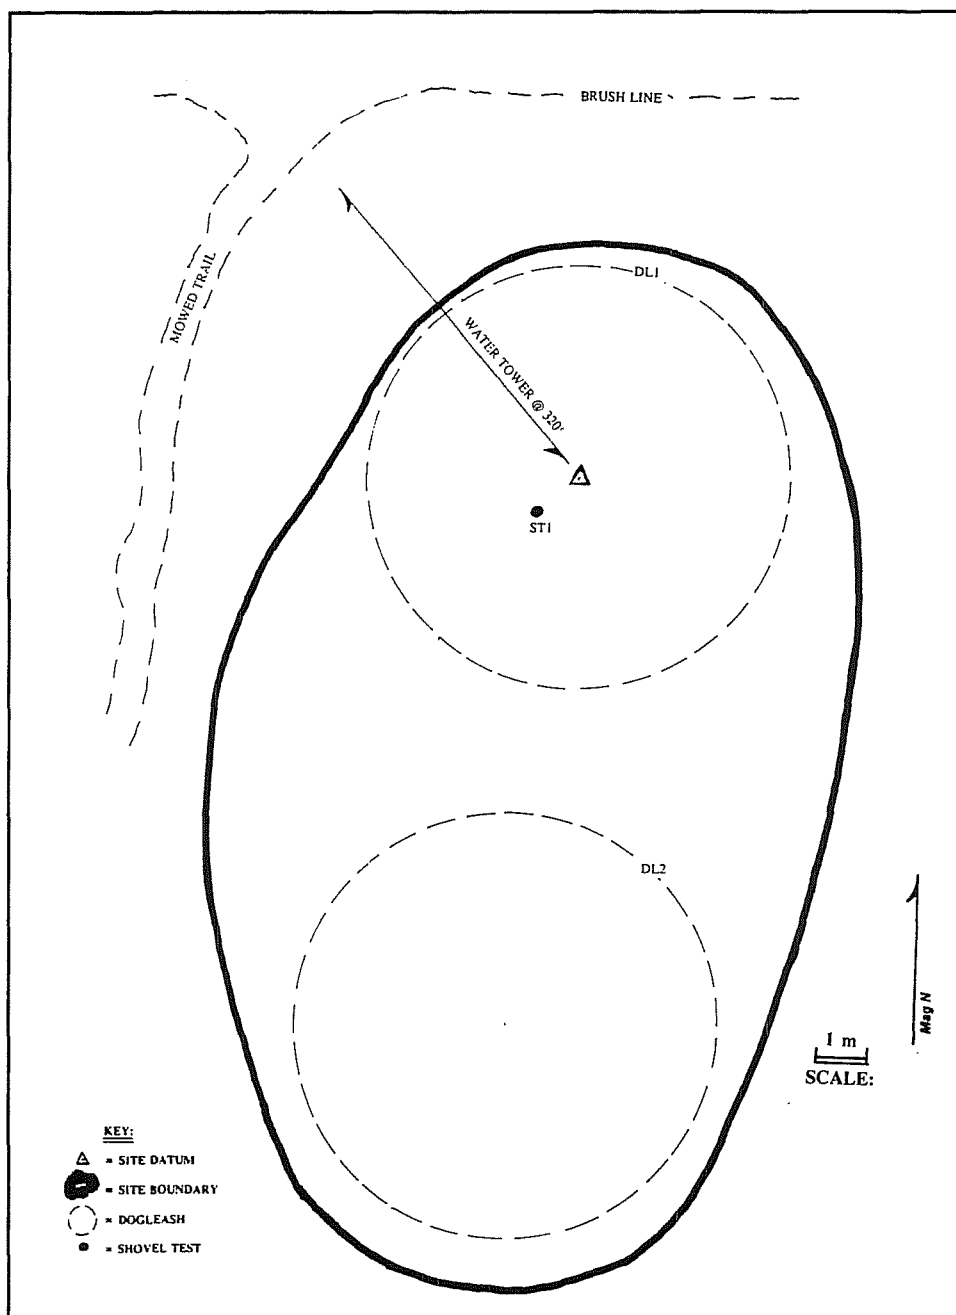 BRUSH LINE
DL1
MOWED TRAIL
WATER TOWER @ 320°
ST1
DL2
Mag N
1 m
SCALE:
KEY:
= SITE DATUM
= SITE BOUNDARY
= DOGLEASH
= SHOVEL TEST